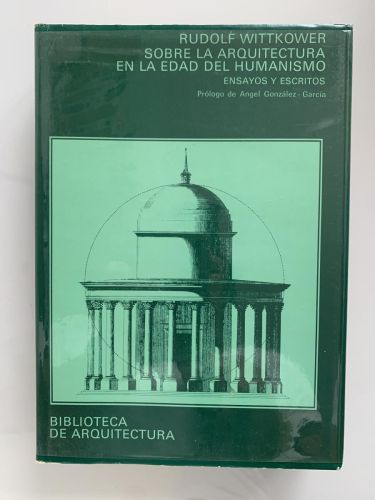 RUDOLF WITTKOWER
SOBRE LA ARQUITECTURA
EN LA EDAD DEL HUMANISMO
ENSAYOS Y ESCRITOS
Prólogo de Angel González-García
BIBLIOTECA
DE ARQUITECTURA